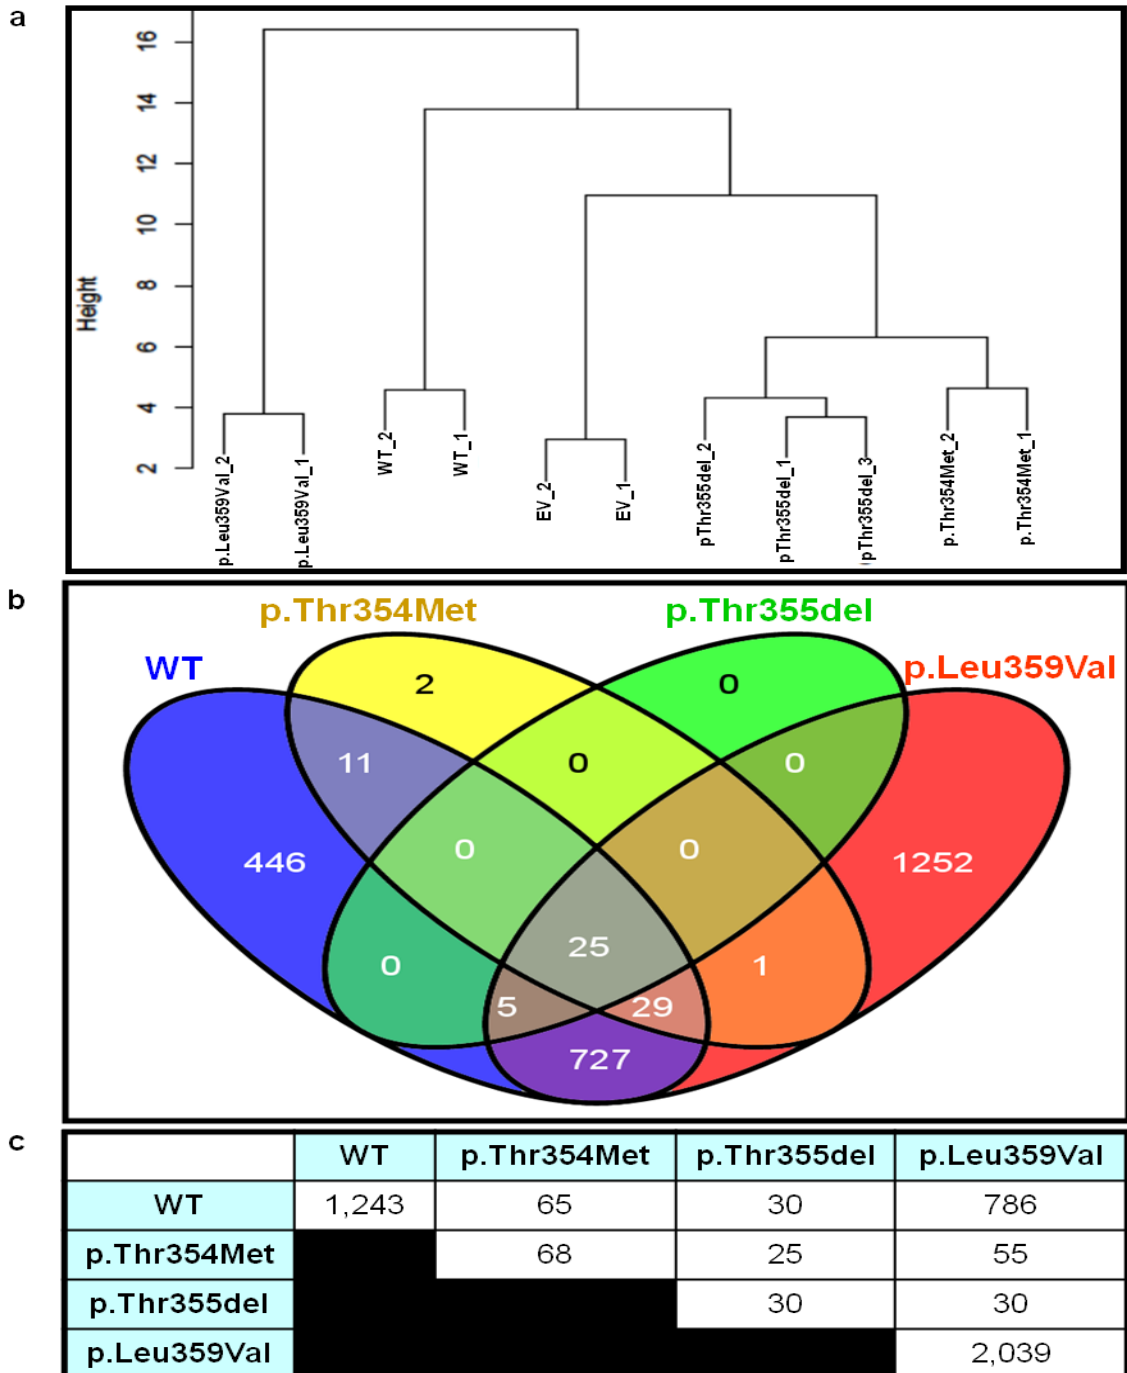 a
16
14
12
10
8
6
4
2
Height
p.Leu359Val_2
p.Leu359Val_1
WT_2
WT_1
EV_2
EV_1
pThr355del_2
pThr355del_1
(pThr355del_3
p.Thr354Met_2
p.Thr354Met_1
b
p.Thr354Met p.Thr355del
WT p.Leu359Val
2 0
11 0 0
446 0 0 1252
25
0 1
5 29
727
c
WT p.Thr354Met p.Thr355del p.Leu359Val
WT 1,243 65 30 786
p.Thr354Met 68 25 55
p.Thr355del 30 30
p.Leu359Val 2,039